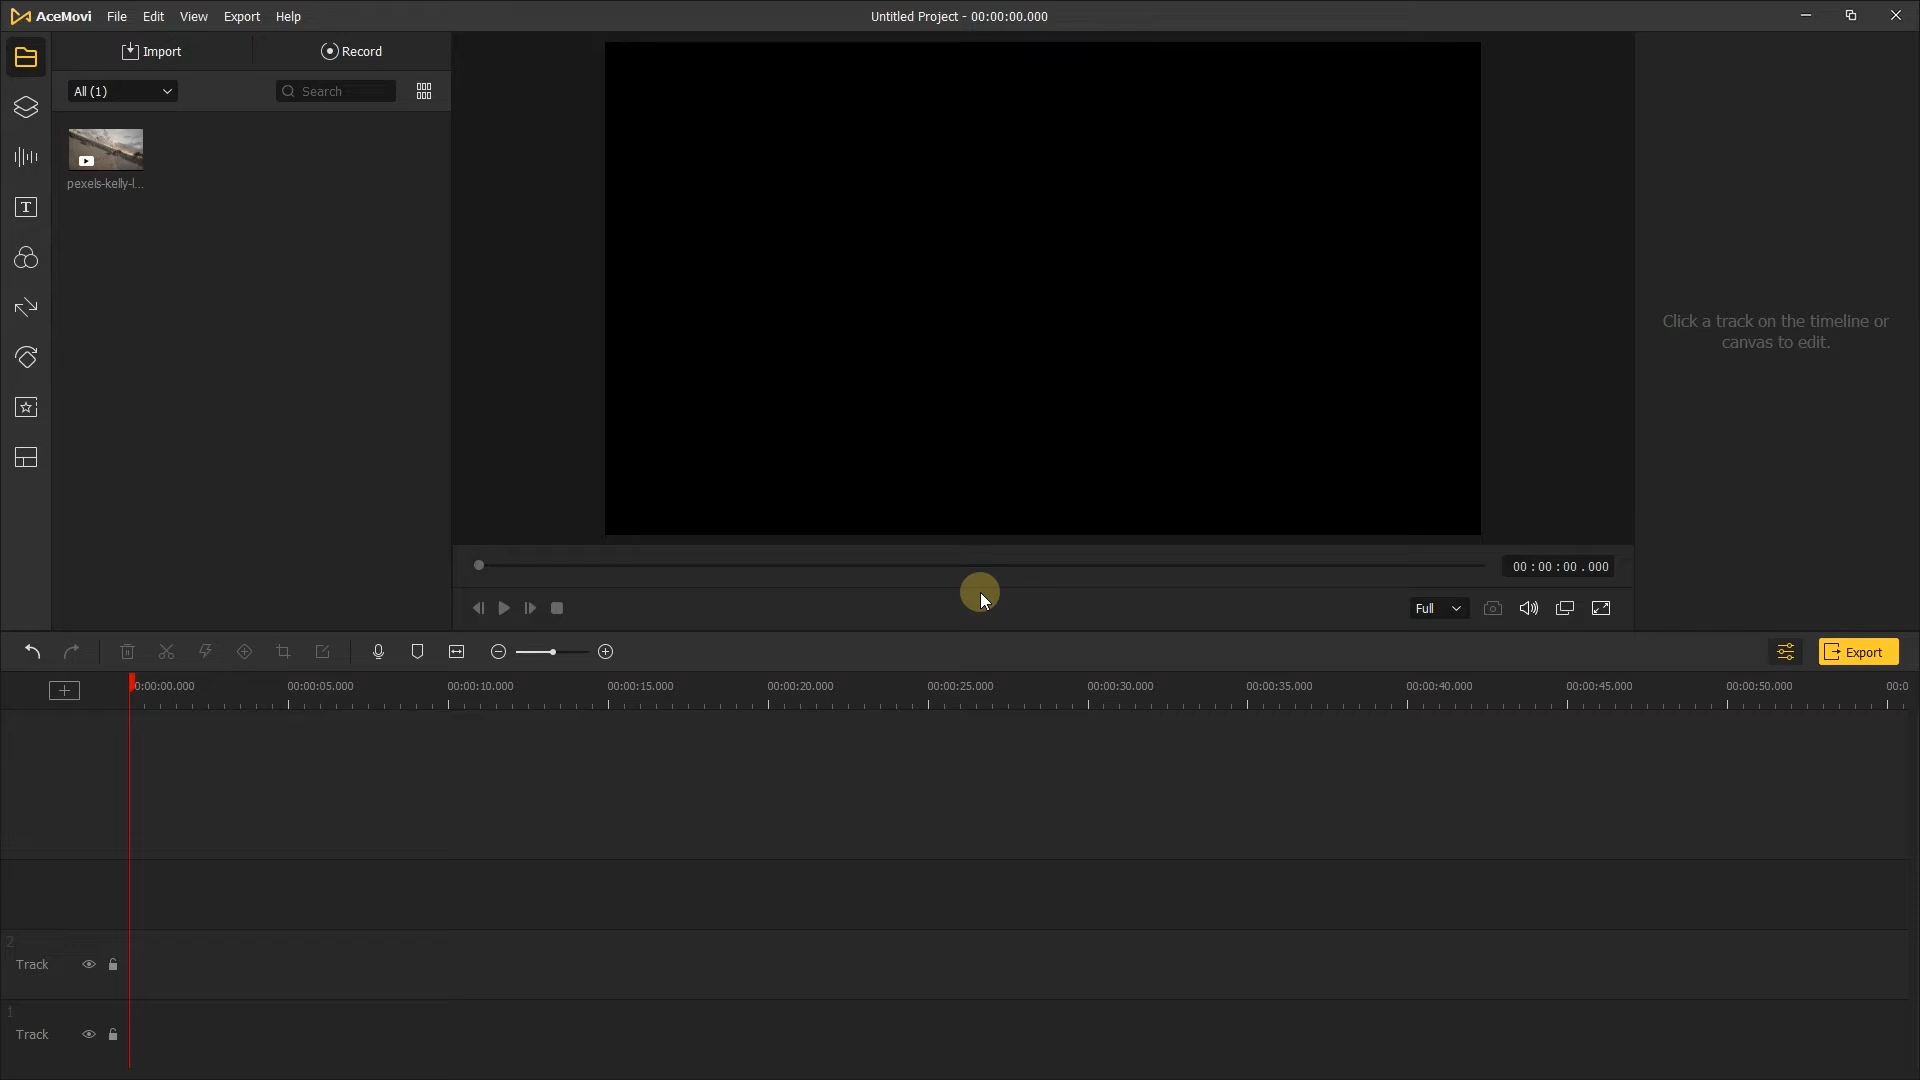 AceMovi File Edit View Export Help Untitled Project - 00:00:00.000
Import Record
All (1) Search
pexels-kelly-l...
T
Click a track on the timeline or
canvas to edit.
00 : 00 : 00 . 000
Full
Export
0:00:00.000 00:00:05.000 00:00:10.000 00:00:15.000 00:00:20.000 00:00:25.000 00:00:30.000 00:00:35.000 00:00:40.000 00:00:45.000 00:00:50.000 00:0
2
Track
1
Track